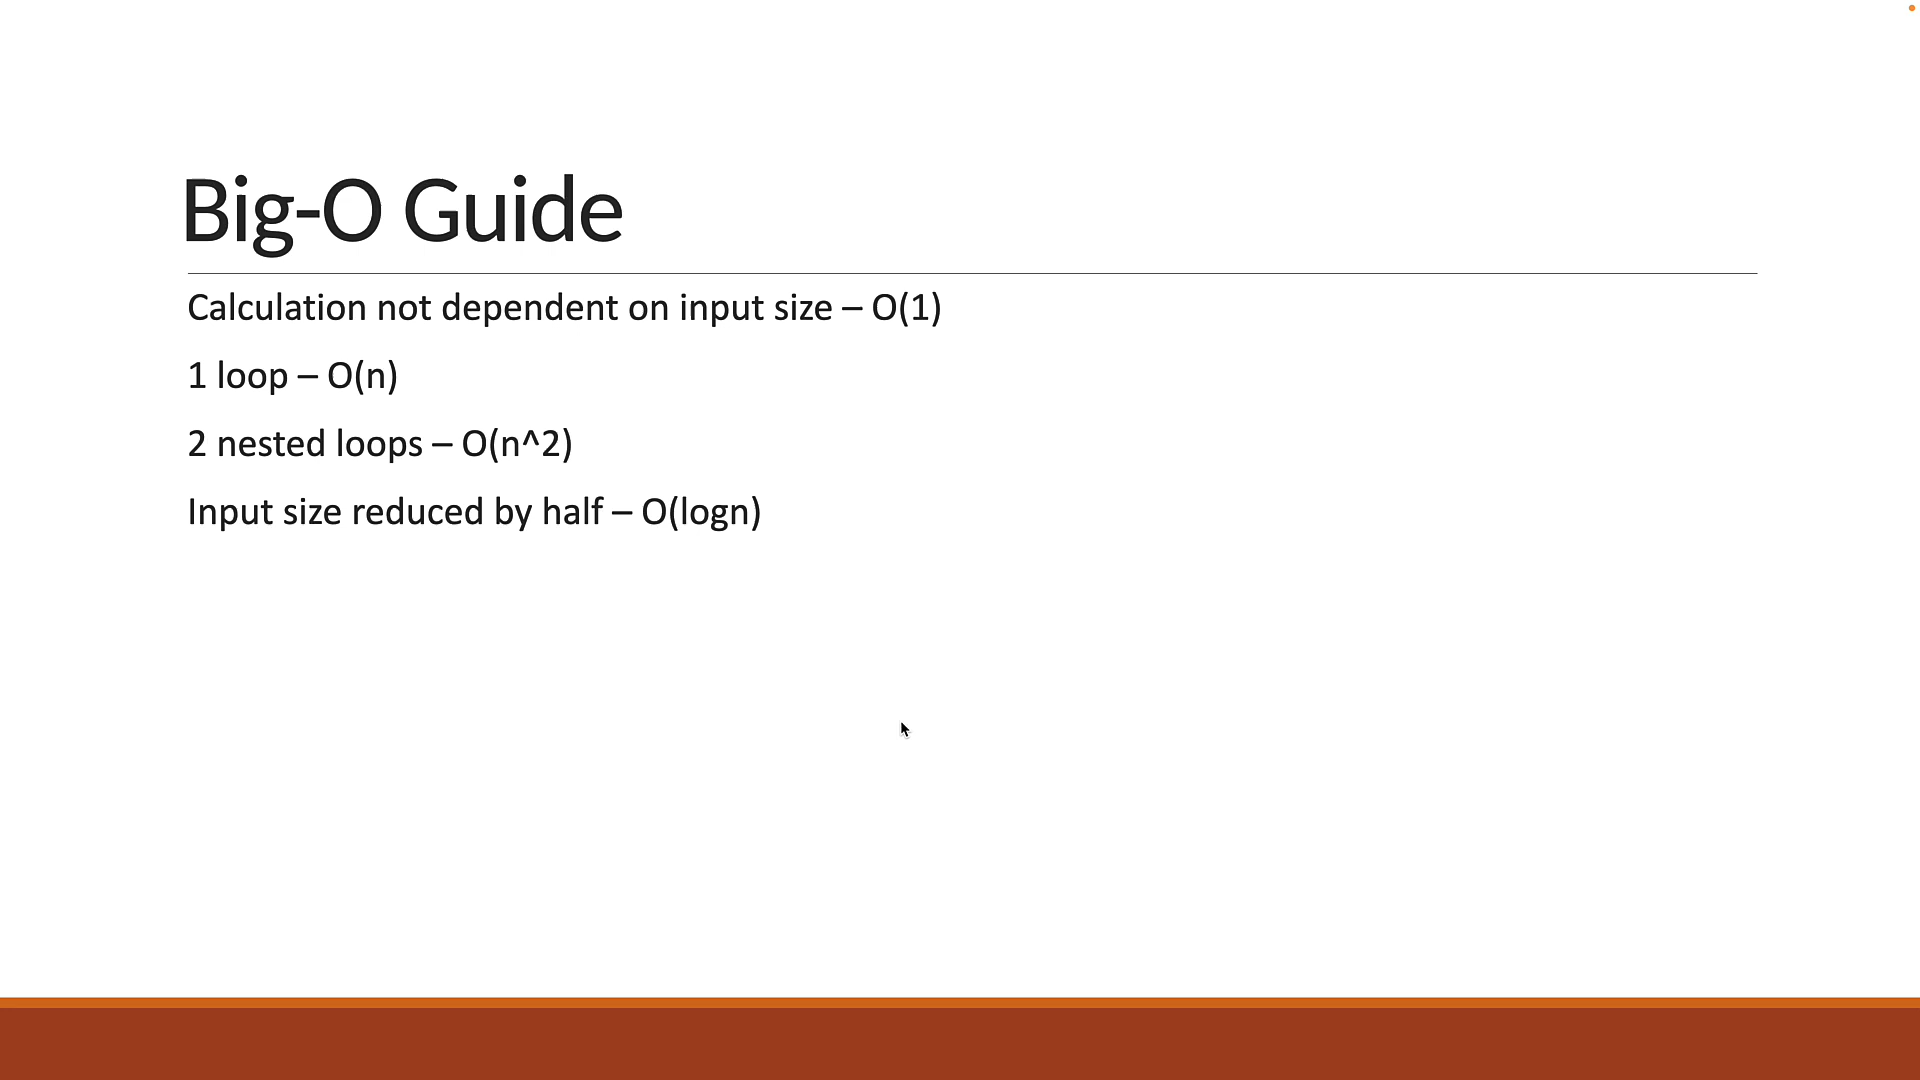 Big-O Guide
Calculation not dependent on input size – O(1)
1 loop – O(n)
2 nested loops – O(n^2)
Input size reduced by half – O(logn)